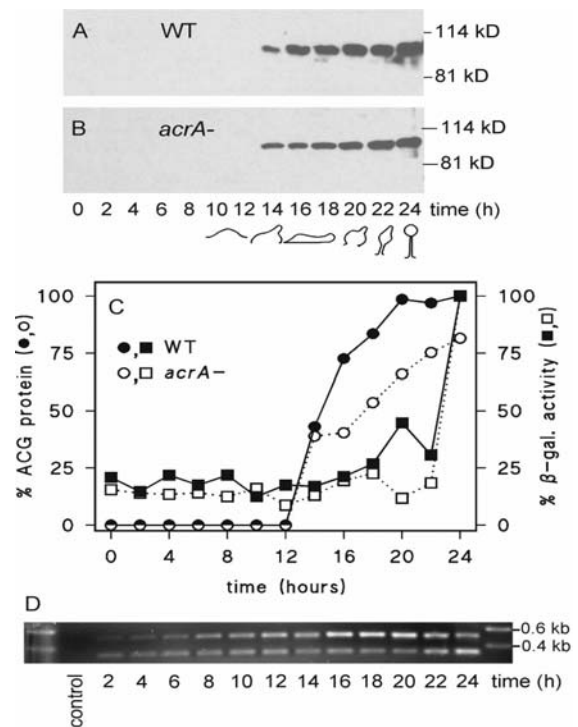 A WT
114 kD
81 kD
B acrA-
114 kD
81 kD
0 2 4 6 8 10 12 14 16 18 20 22 24 time (h)
C
100 100
75 75
50 50
25 25
0 0
% ACG protein (●,o)
% β-gal. activity (■,□)
●,■ WT
○,□ acrA–
0 4 8 12 16 20 24
time (hours)
D
0.6 kb
0.4 kb
control 2 4 6 8 10 12 14 16 18 20 22 24 time (h)